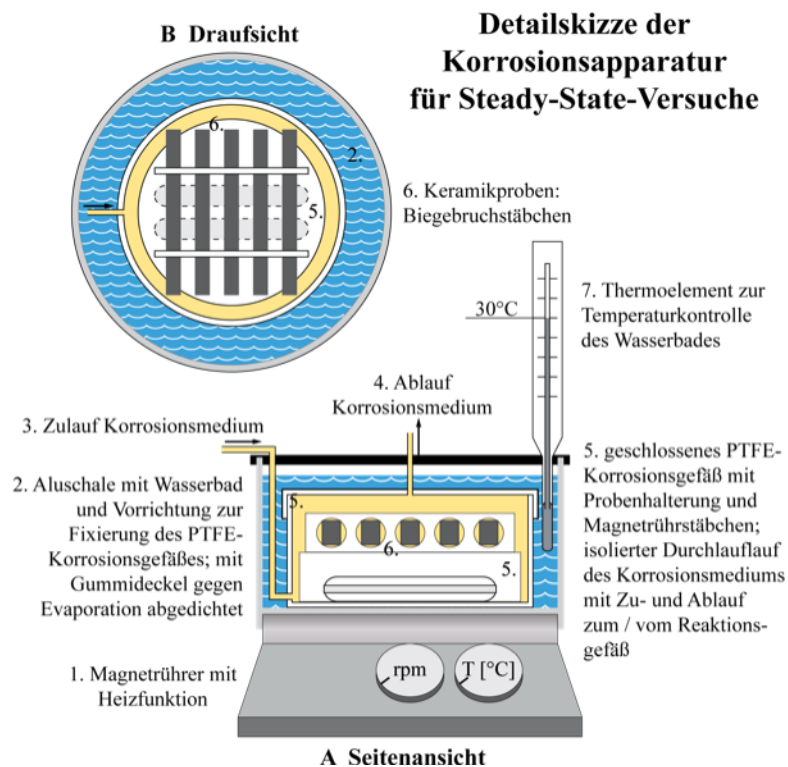 B Draufsicht
Detailskizze der
Korrosionsapparatur
für Steady-State-Versuche
6.
2.
5.
6. Keramikproben:
Biegebruchstäbchen
30°C
7. Thermoelement zur
Temperaturkontrolle
des Wasserbades
4. Ablauf
Korrosionsmedium
3. Zulauf Korrosionsmedium
2. Aluschale mit Wasserbad
und Vorrichtung zur
Fixierung des PTFE-
Korrosionsgefäßes; mit
Gummideckel gegen
Evaporation abgedichtet
5.
6.
5.
5. geschlossenes PTFE-
Korrosionsgefäß mit
Probenhalterung und
Magnetrührstäbchen;
isolierter Durchlauflauf
des Korrosionsmediums
mit Zu- und Ablauf
zum / vom Reaktions-
gefäß
1. Magnetrührer mit
Heizfunktion
rpm
T [°C]
A Seitenansicht